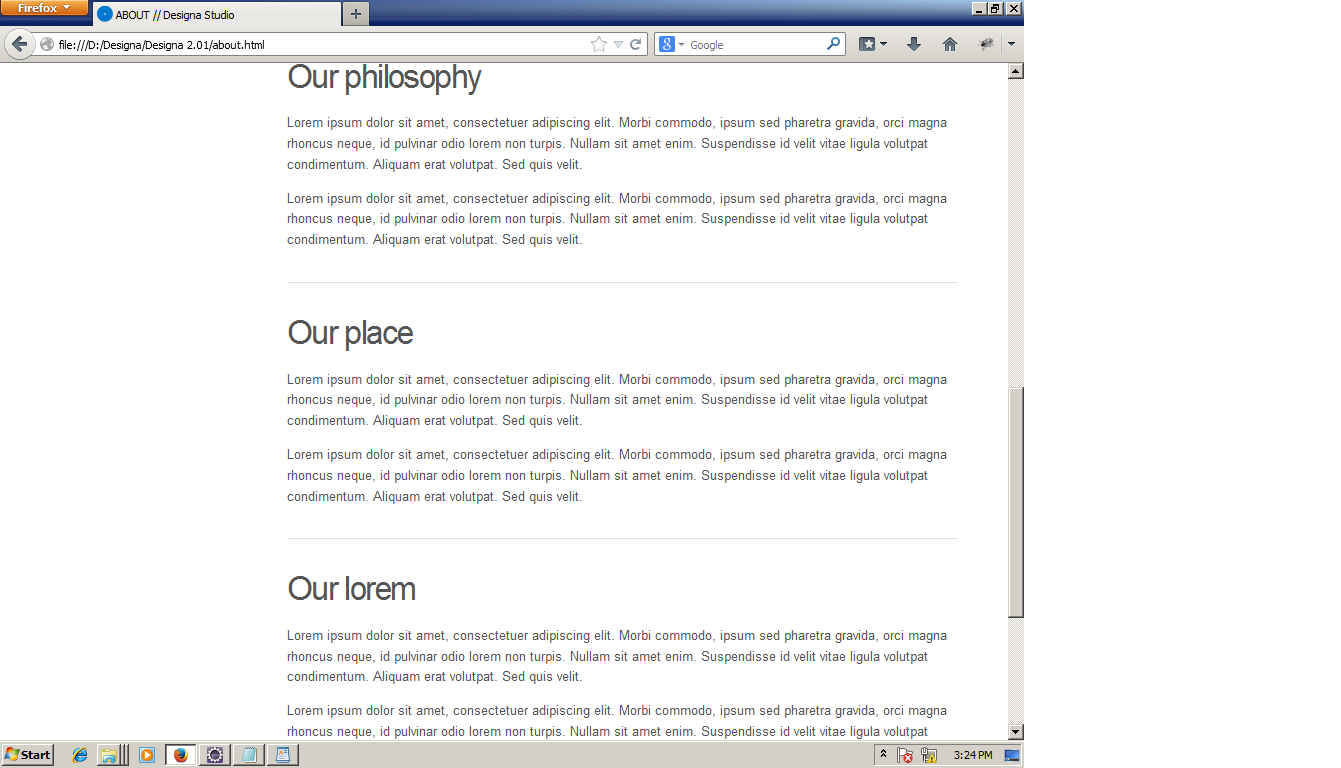 Firefox
ABOUT // Designa Studio
file:///D:/Designa/Designa 2.01/about.html
Google
Our philosophy
Lorem ipsum dolor sit amet, consectetuer adipiscing elit. Morbi commodo, ipsum sed pharetra gravida, orci magna
rhoncus neque, id pulvinar odio lorem non turpis. Nullam sit amet enim. Suspendisse id velit vitae ligula volutpat
condimentum. Aliquam erat volutpat. Sed quis velit.
Lorem ipsum dolor sit amet, consectetuer adipiscing elit. Morbi commodo, ipsum sed pharetra gravida, orci magna
rhoncus neque, id pulvinar odio lorem non turpis. Nullam sit amet enim. Suspendisse id velit vitae ligula volutpat
condimentum. Aliquam erat volutpat. Sed quis velit.
Our place
Lorem ipsum dolor sit amet, consectetuer adipiscing elit. Morbi commodo, ipsum sed pharetra gravida, orci magna
rhoncus neque, id pulvinar odio lorem non turpis. Nullam sit amet enim. Suspendisse id velit vitae ligula volutpat
condimentum. Aliquam erat volutpat. Sed quis velit.
Lorem ipsum dolor sit amet, consectetuer adipiscing elit. Morbi commodo, ipsum sed pharetra gravida, orci magna
rhoncus neque, id pulvinar odio lorem non turpis. Nullam sit amet enim. Suspendisse id velit vitae ligula volutpat
condimentum. Aliquam erat volutpat. Sed quis velit.
Our lorem
Lorem ipsum dolor sit amet, consectetuer adipiscing elit. Morbi commodo, ipsum sed pharetra gravida, orci magna
rhoncus neque, id pulvinar odio lorem non turpis. Nullam sit amet enim. Suspendisse id velit vitae ligula volutpat
condimentum. Aliquam erat volutpat. Sed quis velit.
Lorem ipsum dolor sit amet, consectetuer adipiscing elit. Morbi commodo, ipsum sed pharetra gravida, orci magna
rhoncus neque, id pulvinar odio lorem non turpis. Nullam sit amet enim. Suspendisse id velit vitae ligula volutpat
Start
3:24 PM